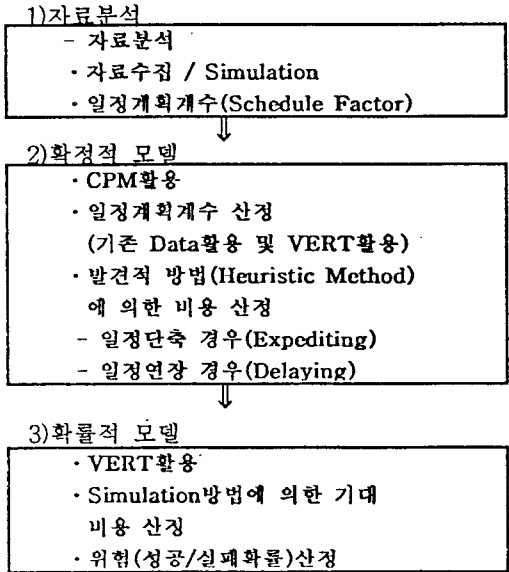 1)자료분석
- 자료분석
· 자료수집 / Simulation
· 일정계획계수(Schedule Factor)
⇓
2)확정적 모델
· CPM활용
· 일정계획계수 산정
(기존 Data활용 및 VERT활용)
· 발견적 방법(Heuristic Method)
에 의한 비용 산정
- 일정단축 경우(Expediting)
- 일정연장 경우(Delaying)
⇓
3)확률적 모델
· VERT활용
· Simulation방법에 의한 기대
비용 산정
· 위험(성공/실패확률)산정